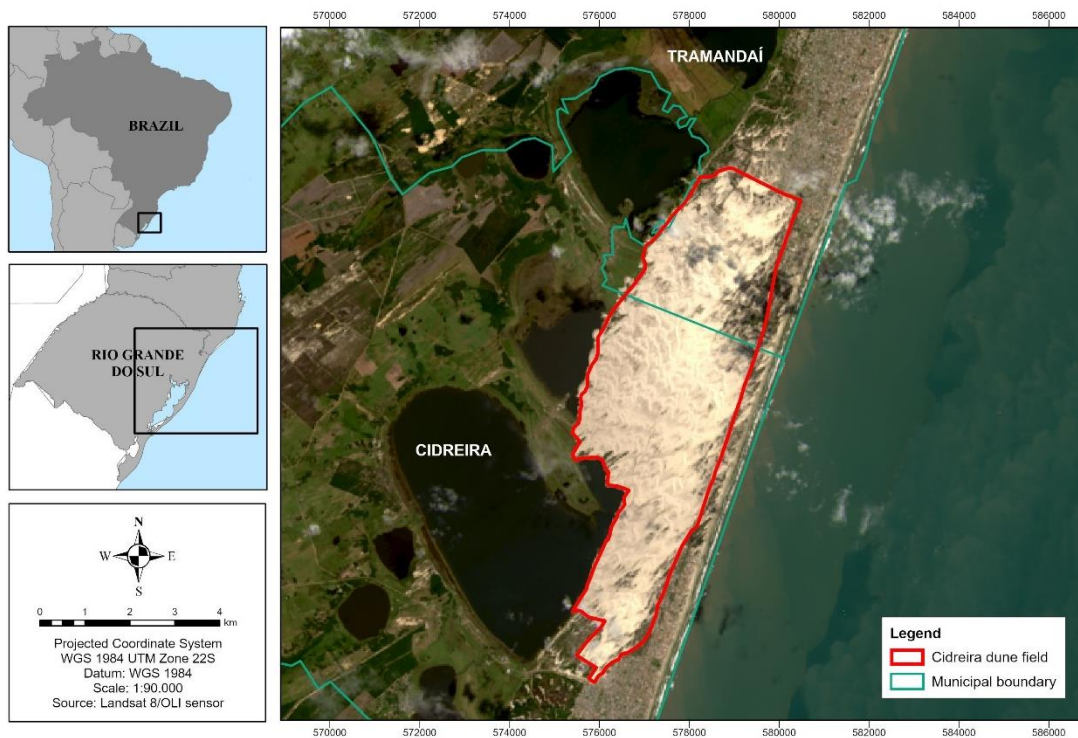 570000 572000 574000 576000 578000 580000 582000 584000 586000
BRAZIL
TRAMANDAÍ
RIO GRANDE
DO SUL
CIDREIRA
N
W E
S
0 1 2 3 4
km
Projected Coordinate System
WGS 1984 UTM Zone 22S
Datum: WGS 1984
Scale: 1:90.000
Source: Landsat 8/OLI sensor
Legend
Cidreira dune field
Municipal boundary
570000 572000 574000 576000 578000 580000 582000 584000 586000